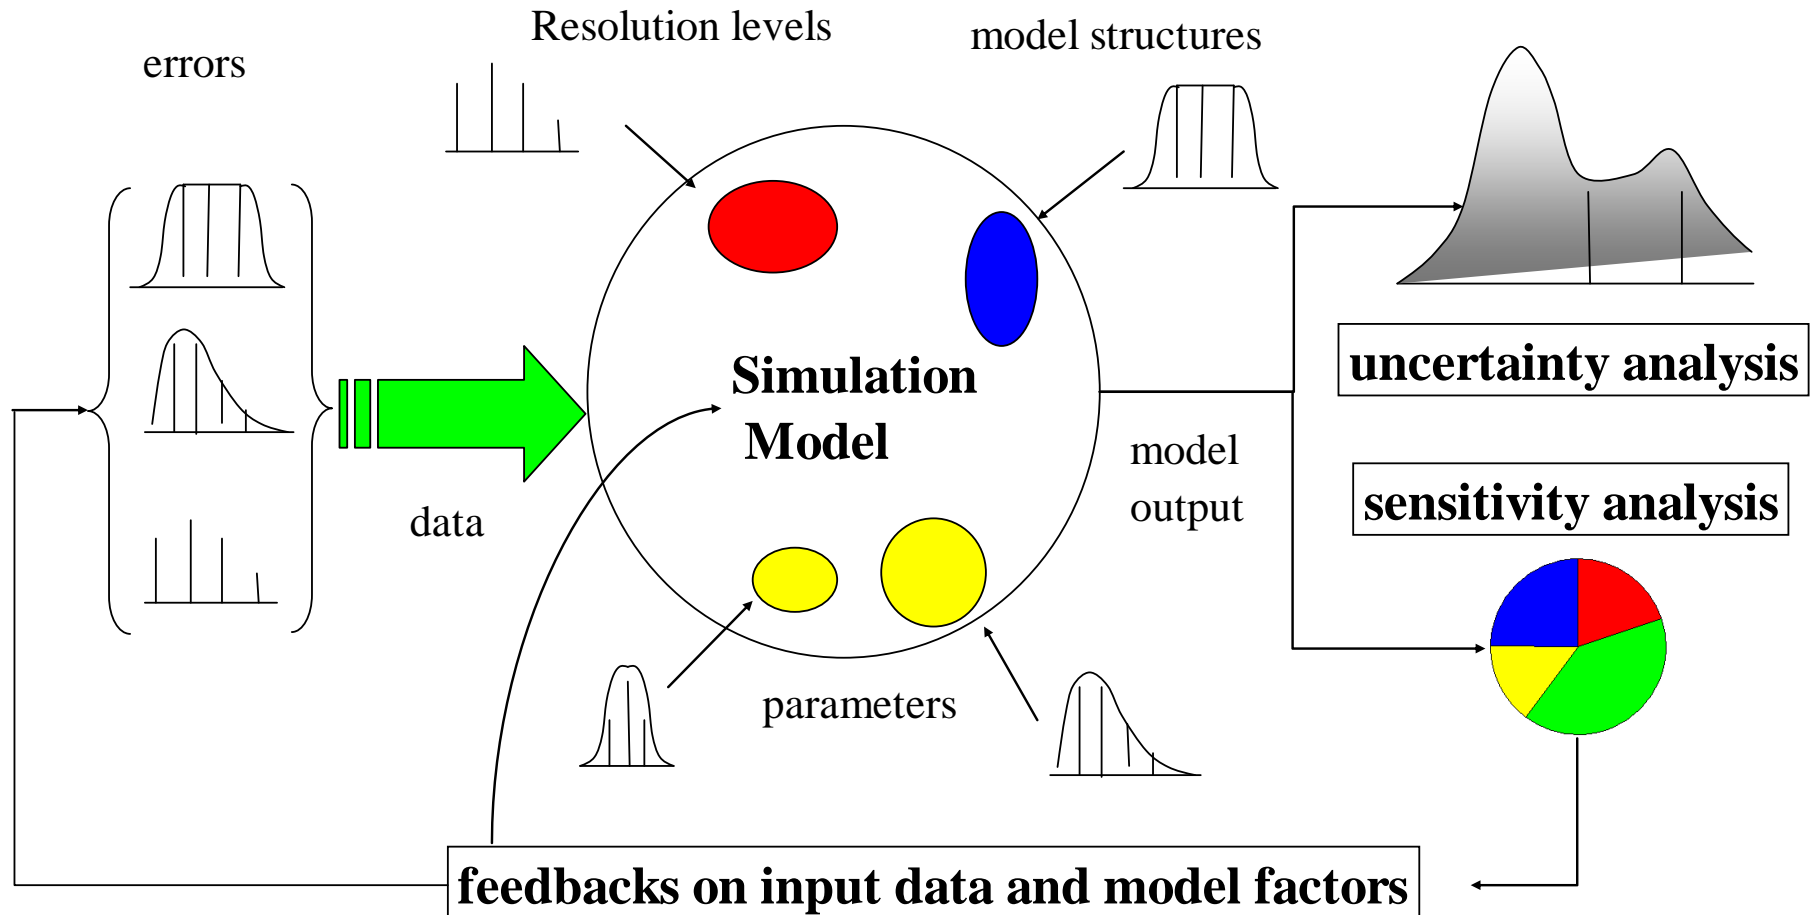 Resolution levels
model structures
errors
uncertainty analysis
Simulation
Model
model
output
sensitivity analysis
data
parameters
feedbacks on input data and model factors